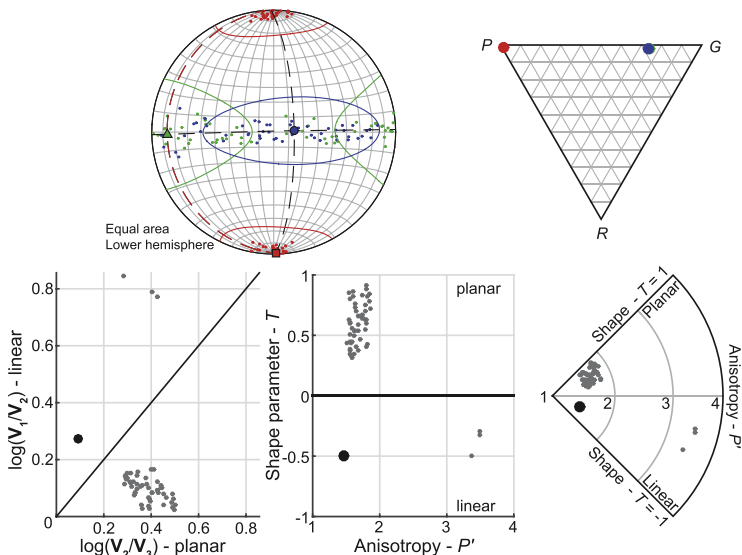 P
G
R
Equal area
Lower hemisphere
log(V1/V2) - linear
0.8
0.6
0.4
0.2
0
0.2
0.4
0.6
0.8
log(V2/V3) - planar
Shape parameter - T
1
0.5
0
-0.5
-1
planar
linear
1
2
3
4
Anisotropy - P'
Shape - T = 1
Planar
1
2
3
4
Anisotropy - P'
Linear
Shape - T = -1